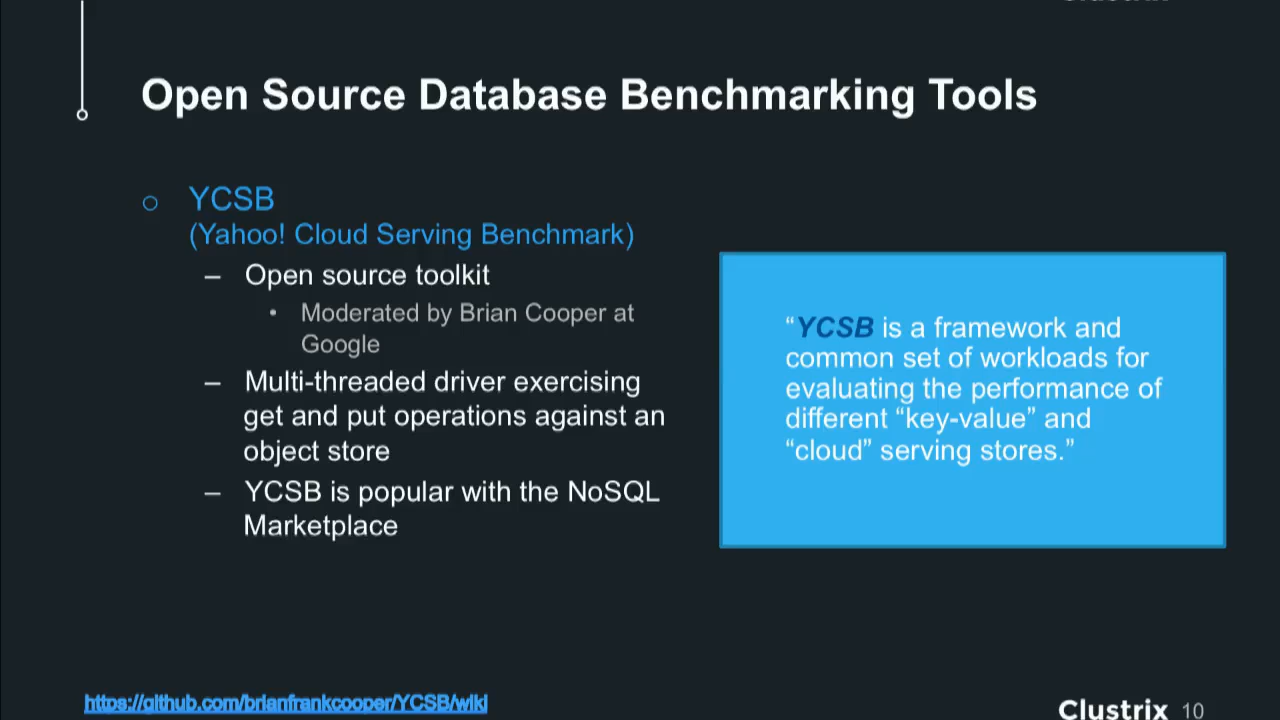 Open Source Database Benchmarking Tools
○ YCSB
(Yahoo! Cloud Serving Benchmark)
– Open source toolkit
• Moderated by Brian Cooper at
Google
– Multi-threaded driver exercising
get and put operations against an
object store
– YCSB is popular with the NoSQL
Marketplace
“YCSB is a framework and
common set of workloads for
evaluating the performance of
different “key-value” and
“cloud” serving stores.”
https://github.com/brianfrankcooper/YCSB/wiki
Clustrix 10